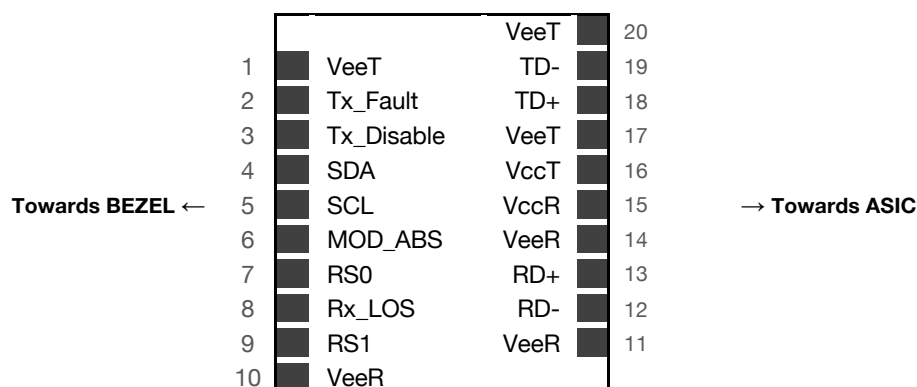 VeeT 20
1 VeeT TD- 19
2 Tx_Fault TD+ 18
3 Tx_Disable VeeT 17
4 SDA VccT 16
Towards BEZEL ← 5 SCL VccR 15 → Towards ASIC
6 MOD_ABS VeeR 14
7 RS0 RD+ 13
8 Rx_LOS RD- 12
9 RS1 VeeR 11
10 VeeR